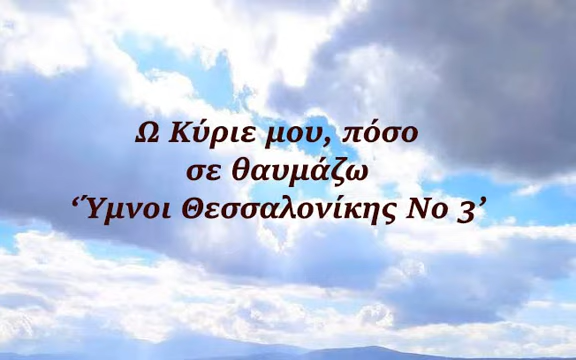 Ω Κύριε μου, πόσο
σε θαυμάζω
‘Ύμνοι Θεσσαλονίκης Νο 3’